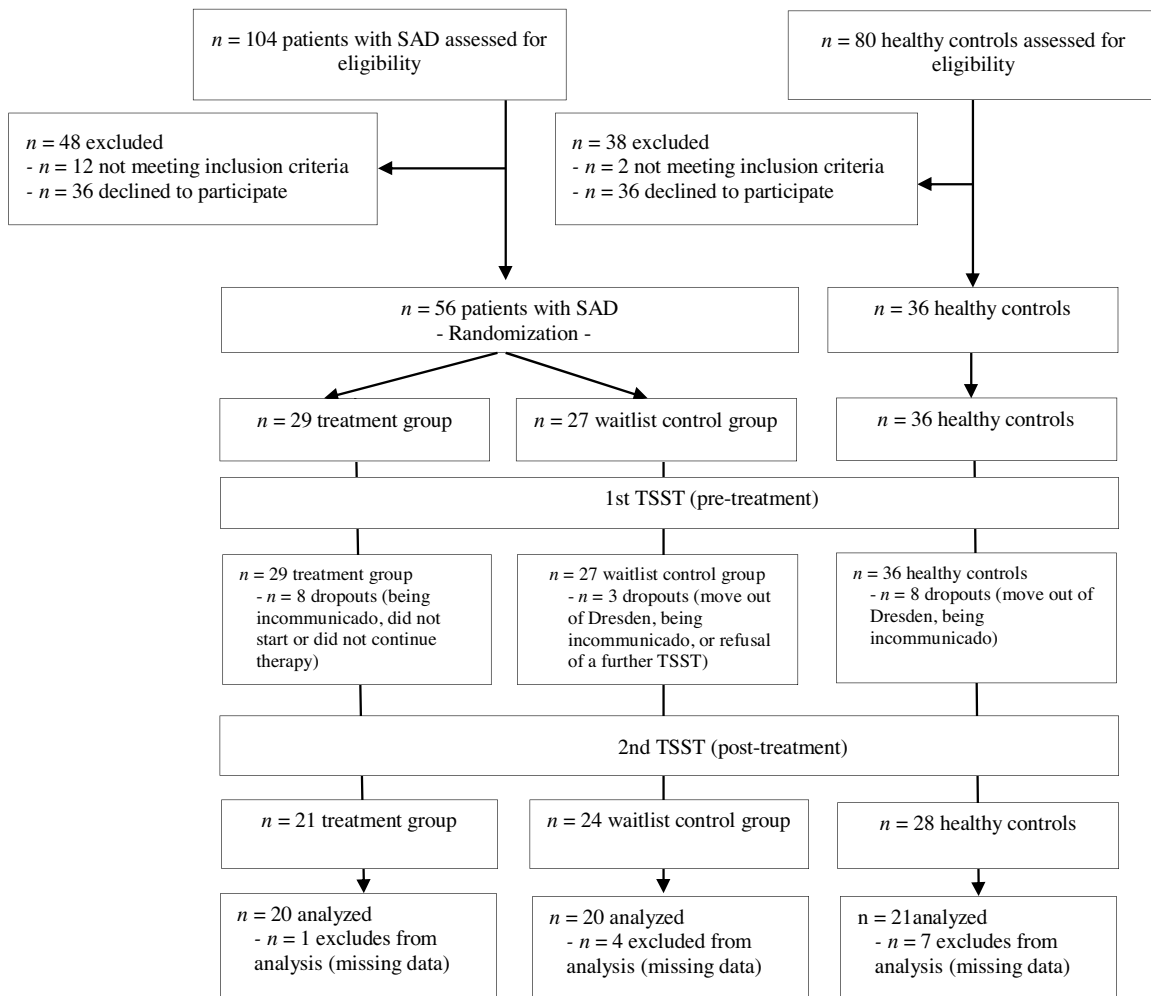 n = 104 patients with SAD assessed for
eligibility
n = 80 healthy controls assessed for
eligibility
n = 48 excluded
- n = 12 not meeting inclusion criteria
- n = 36 declined to participate
n = 38 excluded
- n = 2 not meeting inclusion criteria
- n = 36 declined to participate
n = 56 patients with SAD
- Randomization -
n = 36 healthy controls
n = 29 treatment group
n = 27 waitlist control group
n = 36 healthy controls
1st TSST (pre-treatment)
n = 29 treatment group
- n = 8 dropouts (being
incommunicado, did not
start or did not continue
therapy)
n = 27 waitlist control group
- n = 3 dropouts (move out
of Dresden, being
incommunicado, or refusal
of a further TSST)
n = 36 healthy controls
- n = 8 dropouts (move out of
Dresden, being
incommunicado)
2nd TSST (post-treatment)
n = 21 treatment group
n = 24 waitlist control group
n = 28 healthy controls
n = 20 analyzed
- n = 1 excludes from
analysis (missing data)
n = 20 analyzed
- n = 4 excluded from
analysis (missing data)
n = 21analyzed
- n = 7 excludes from
analysis (missing data)